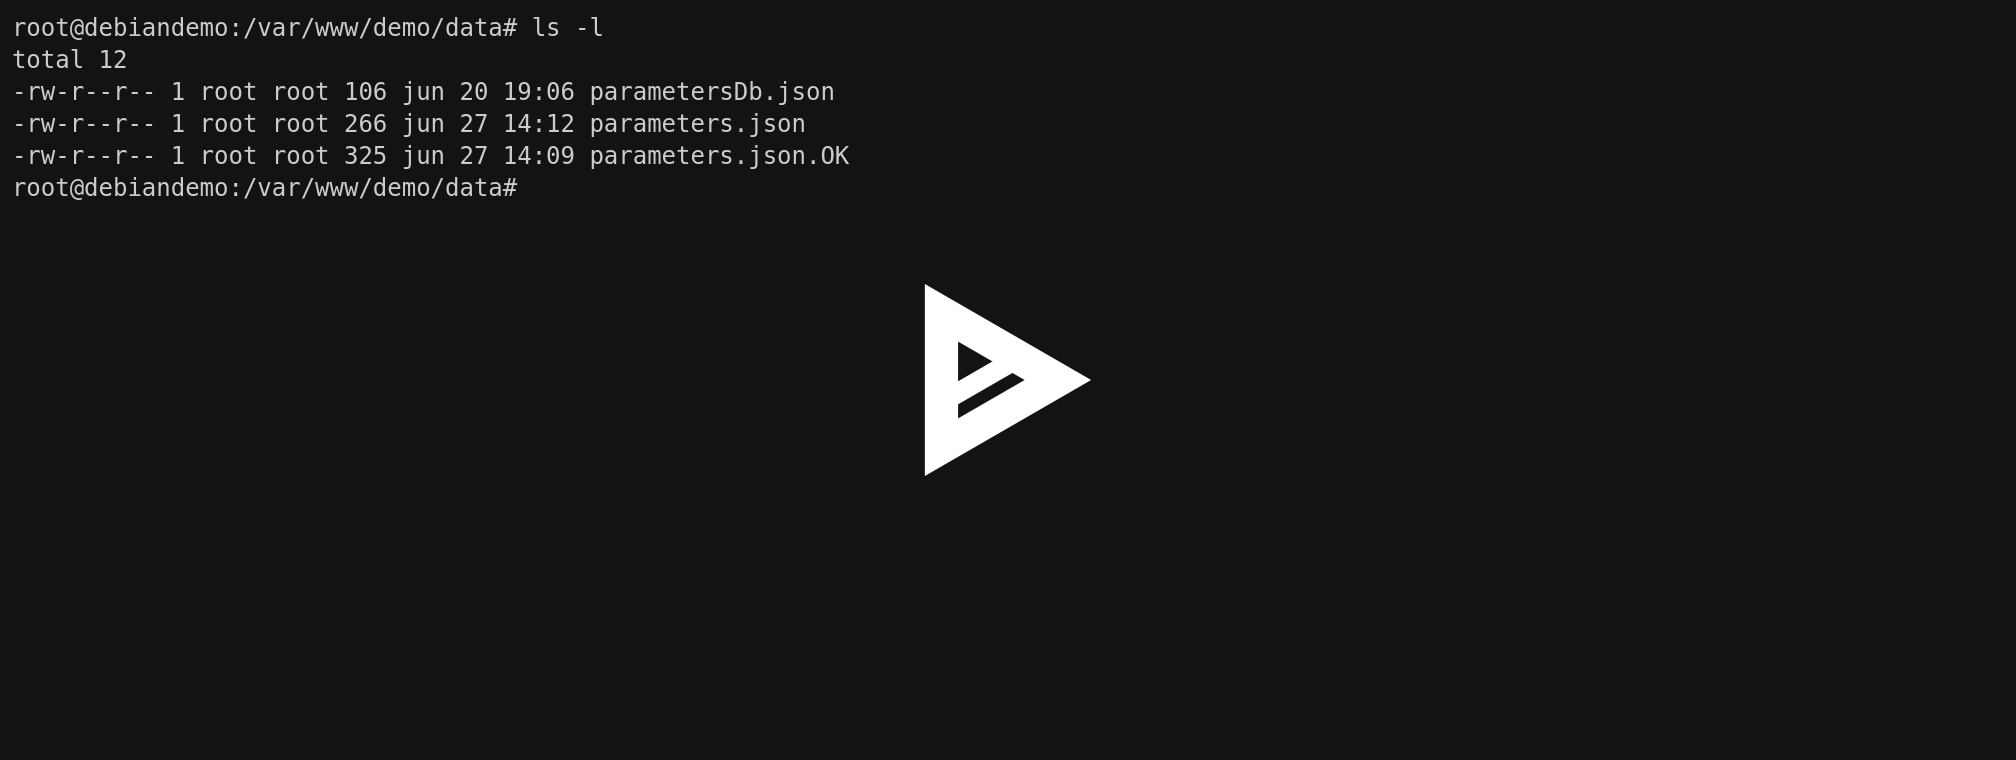 root@debiandemo:/var/www/demo/data# ls -l
total 12
-rw-r--r-- 1 root root 106 jun 20 19:06 parametersDb.json
-rw-r--r-- 1 root root 266 jun 27 14:12 parameters.json
-rw-r--r-- 1 root root 325 jun 27 14:09 parameters.json.OK
root@debiandemo:/var/www/demo/data#